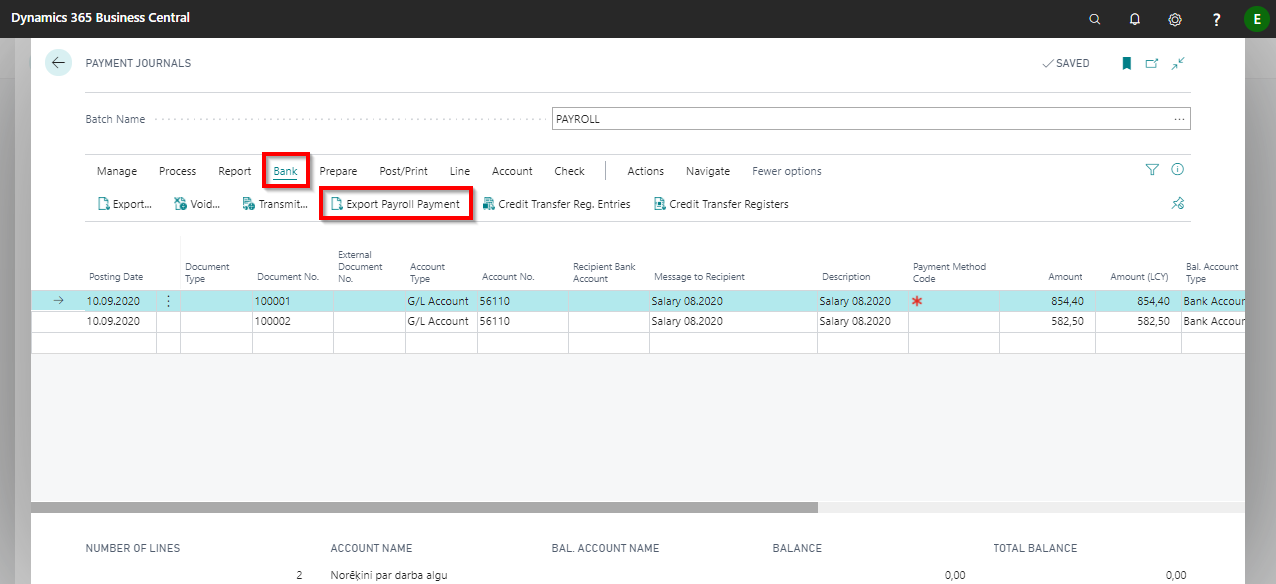 Dynamics 365 Business Central
? E
PAYMENT JOURNALS
SAVED
Batch Name PAYROLL ...
Manage Process Report Bank Prepare Post/Print Line Account Check Actions Navigate Fewer options
Export... Void... Transmit... Export Payroll Payment Credit Transfer Reg. Entries Credit Transfer Registers
Posting Date Document Type Document No. External Document No. Account Type Account No. Recipient Bank Account Message to Recipient Description Payment Method Code Amount Amount (LCY) Bal. Account Type
10.09.2020 100001 G/L Account 56110 Salary 08.2020 Salary 08.2020 * 854,40 854,40 Bank Accour
10.09.2020 100002 G/L Account 56110 Salary 08.2020 Salary 08.2020 582,50 582,50 Bank Accour
NUMBER OF LINES ACCOUNT NAME BAL. ACCOUNT NAME BALANCE TOTAL BALANCE
2 Norēķini par darba algu 0,00 0,00